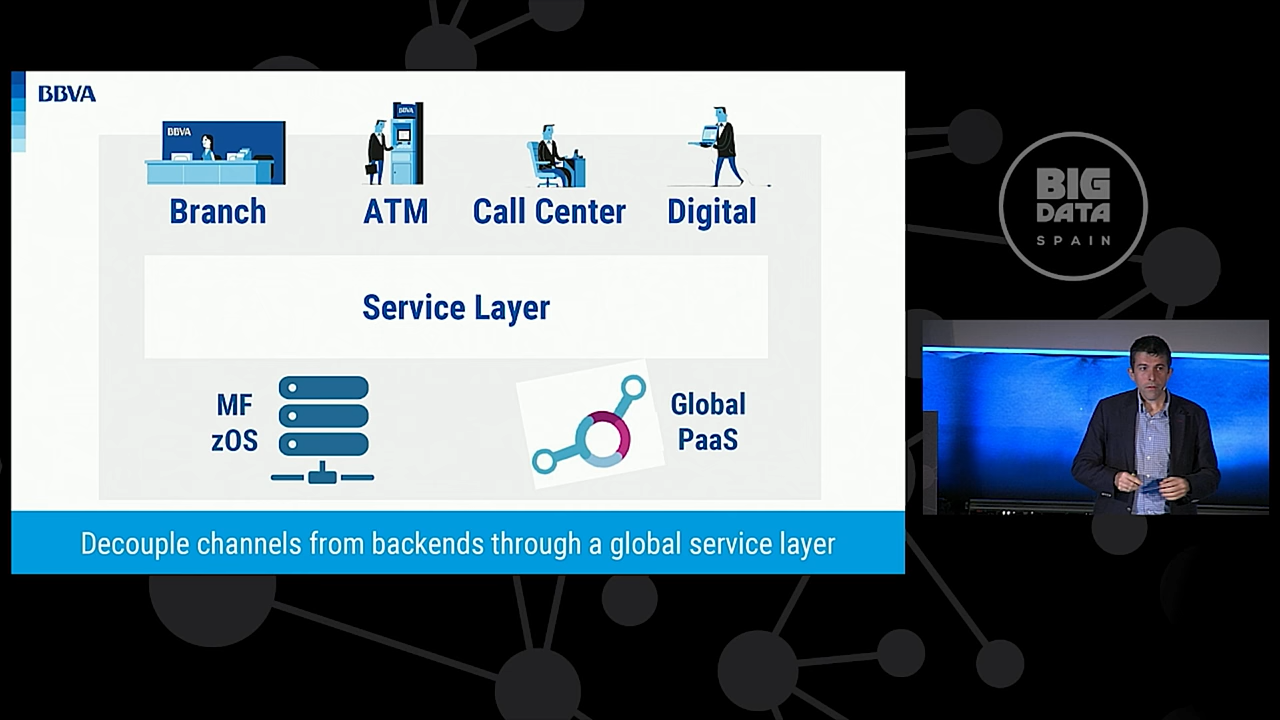 BBVA
BBVA
BBVA
Branch
ATM
Call Center
Digital
Service Layer
MF
zOS
Global
PaaS
Decouple channels from backends through a global service layer
BIG
DATA
SPAIN